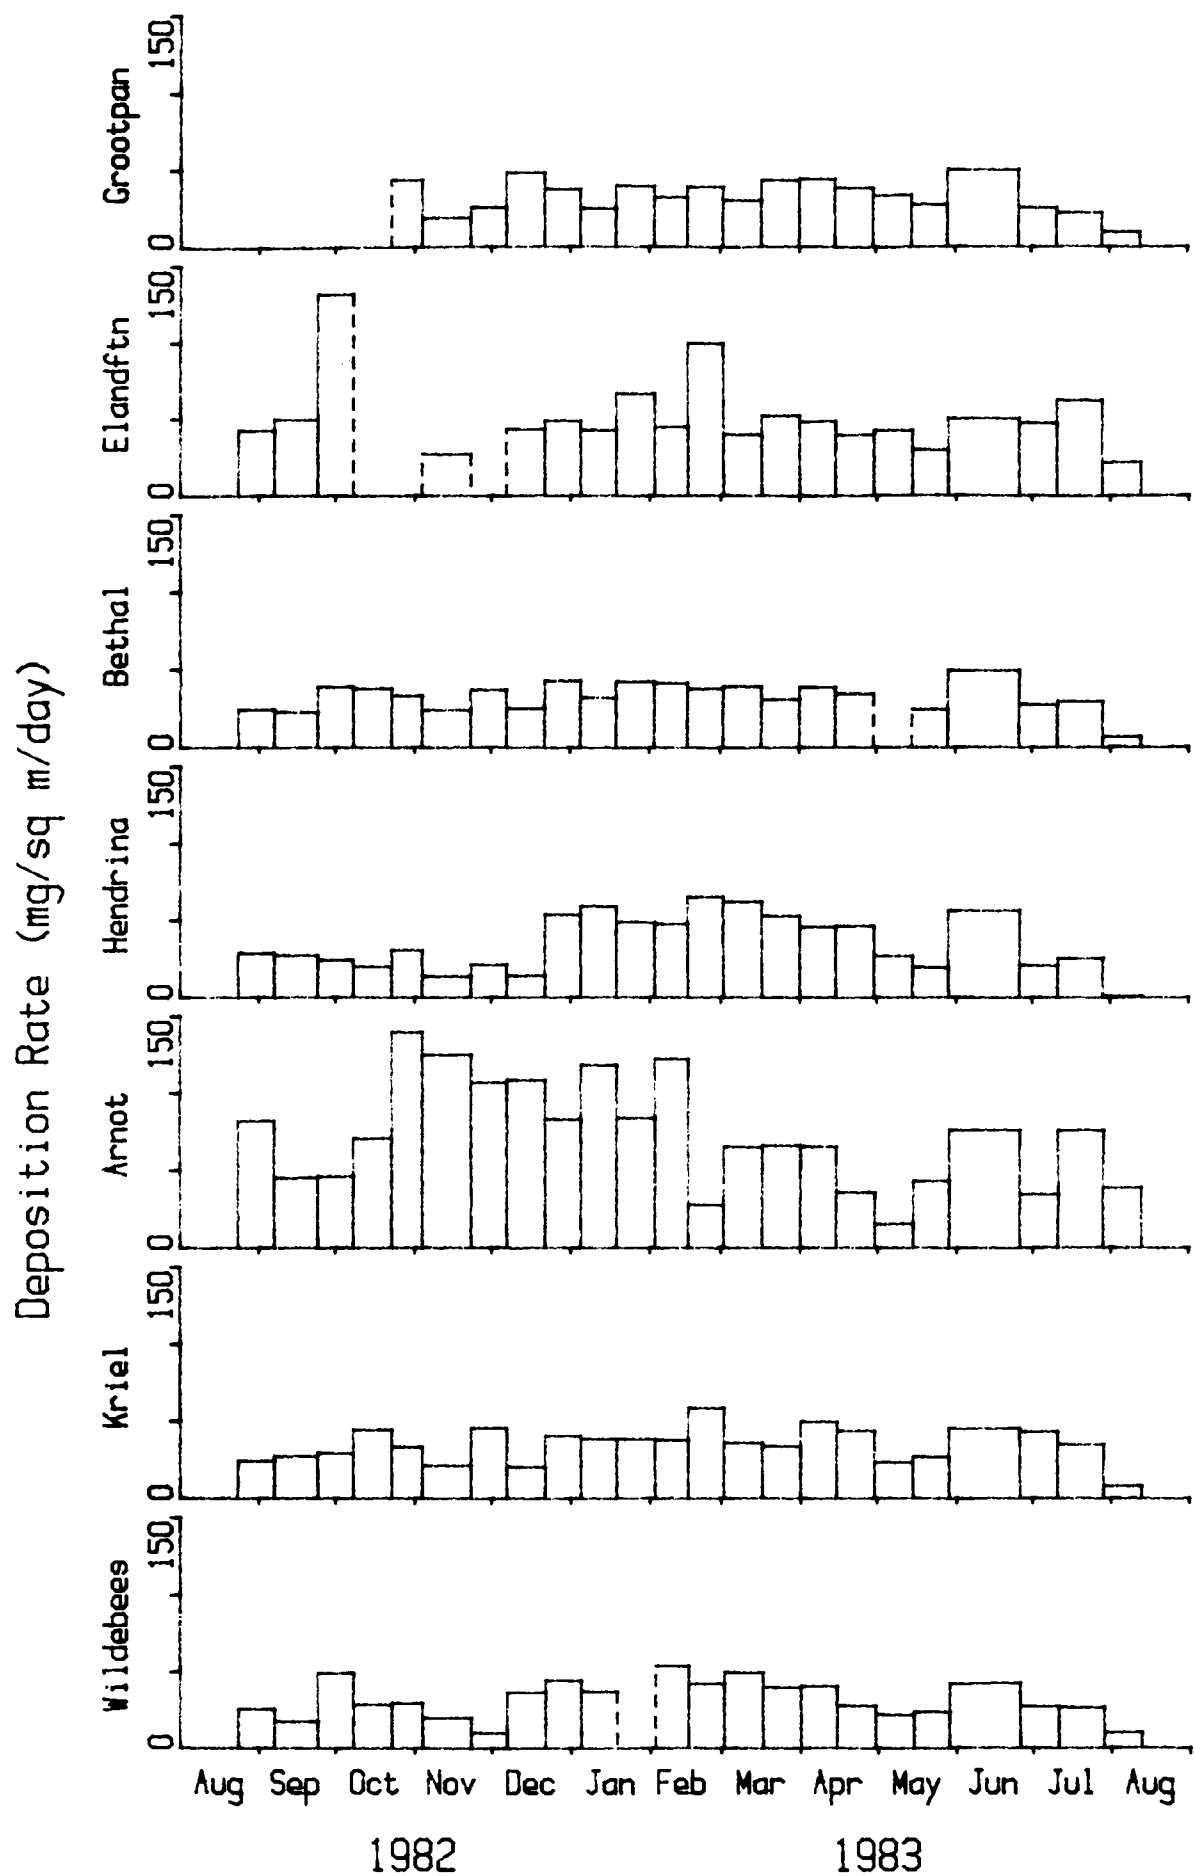 Deposition Rate (mg/sq m/day)
Grootpan
150
0
Elandftn
150
0
Bethal
150
0
Hendrina
150
0
Arnot
150
0
Kriel
150
0
Wildebees
150
0
Aug Sep Oct Nov Dec Jan Feb Mar Apr May Jun Jul Aug
1982 1983